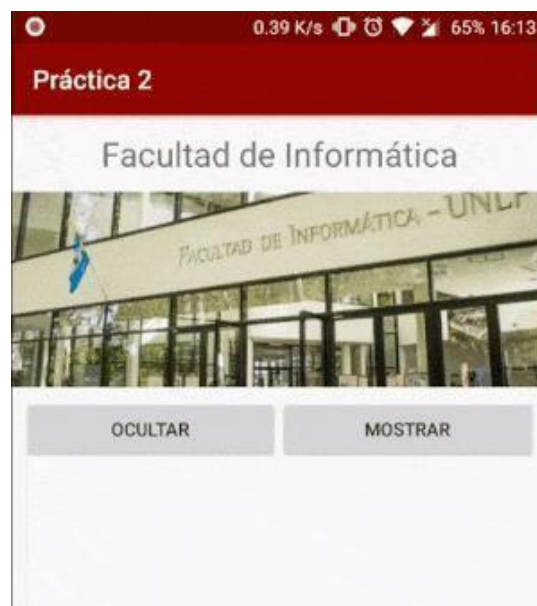 0.39 K/s 65% 16:13
Práctica 2
Facultad de Informática
FACULTAD DE INFORMÁTICA - UNLP
OCULTAR MOSTRAR